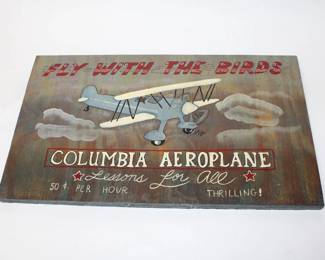 FLY WITH THE BIRDS
COLUMBIA AEROPLANE
Lessons for All
50¢ PER HOUR THRILLING!